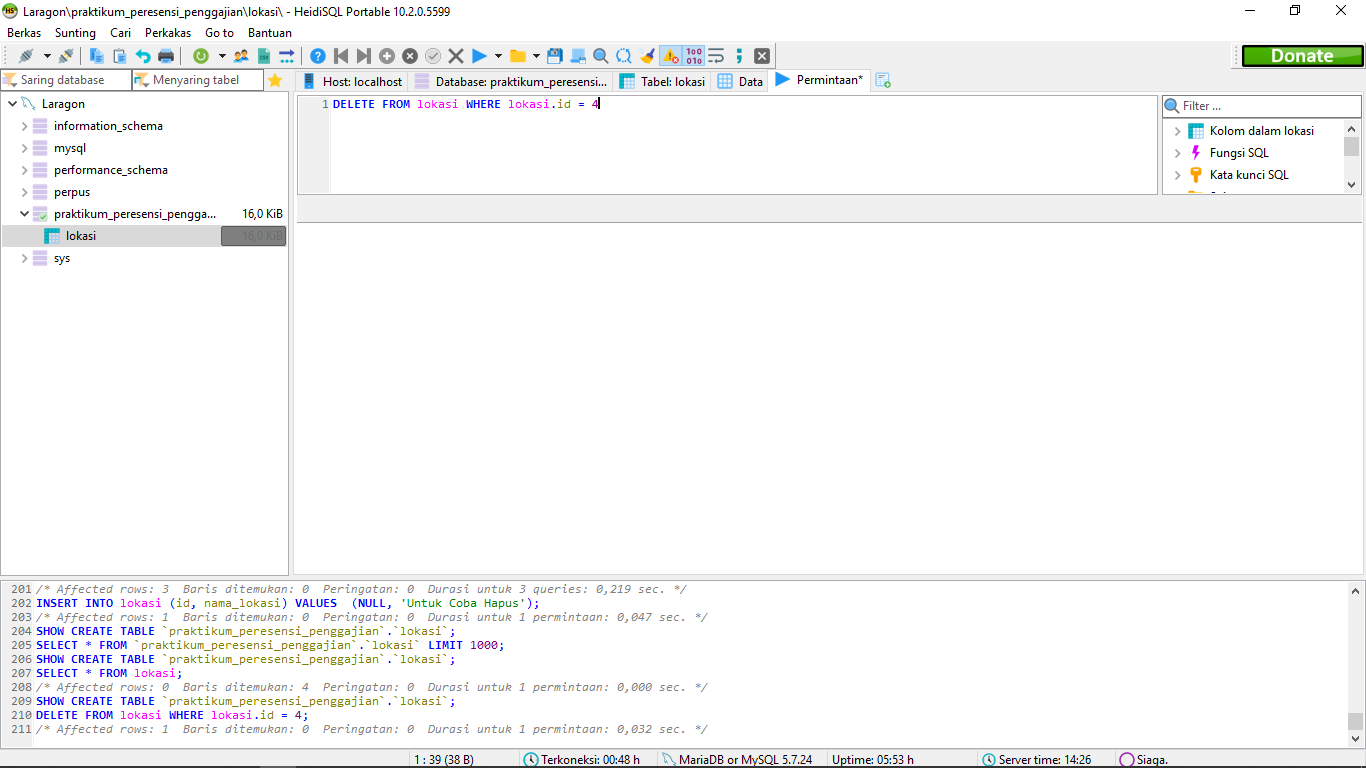 HS Laragon\praktikum_peresensi_penggajian\lokasi\ - HeidiSQL Portable 10.2.0.5599
Berkas Sunting Cari Perkakas Go to Bantuan
Donate
Saring database Menyaring tabel
Host: localhost Database: praktikum_peresensi... Tabel: lokasi Data Permintaan*
Laragon
information_schema
mysql
performance_schema
perpus
praktikum_peresensi_pengga... 16,0 KiB
lokasi 16,0 KiB
sys
1 DELETE FROM lokasi WHERE lokasi.id = 4
Filter ...
Kolom dalam lokasi
Fungsi SQL
Kata kunci SQL
201 /* Affected rows: 3 Baris ditemukan: 0 Peringatan: 0 Durasi untuk 3 queries: 0,219 sec. */
202 INSERT INTO lokasi (id, nama_lokasi) VALUES (NULL, 'Untuk Coba Hapus');
203 /* Affected rows: 1 Baris ditemukan: 0 Peringatan: 0 Durasi untuk 1 permintaan: 0,047 sec. */
204 SHOW CREATE TABLE `praktikum_peresensi_penggajian`.`lokasi`;
205 SELECT * FROM `praktikum_peresensi_penggajian`.`lokasi` LIMIT 1000;
206 SHOW CREATE TABLE `praktikum_peresensi_penggajian`.`lokasi`;
207 SELECT * FROM lokasi;
208 /* Affected rows: 0 Baris ditemukan: 4 Peringatan: 0 Durasi untuk 1 permintaan: 0,000 sec. */
209 SHOW CREATE TABLE `praktikum_peresensi_penggajian`.`lokasi`;
210 DELETE FROM lokasi WHERE lokasi.id = 4;
211 /* Affected rows: 1 Baris ditemukan: 0 Peringatan: 0 Durasi untuk 1 permintaan: 0,032 sec. */
1 : 39 (38 B) Terkoneksi: 00:48 h MariaDB or MySQL 5.7.24 Uptime: 05:53 h Server time: 14:26 Siaga.